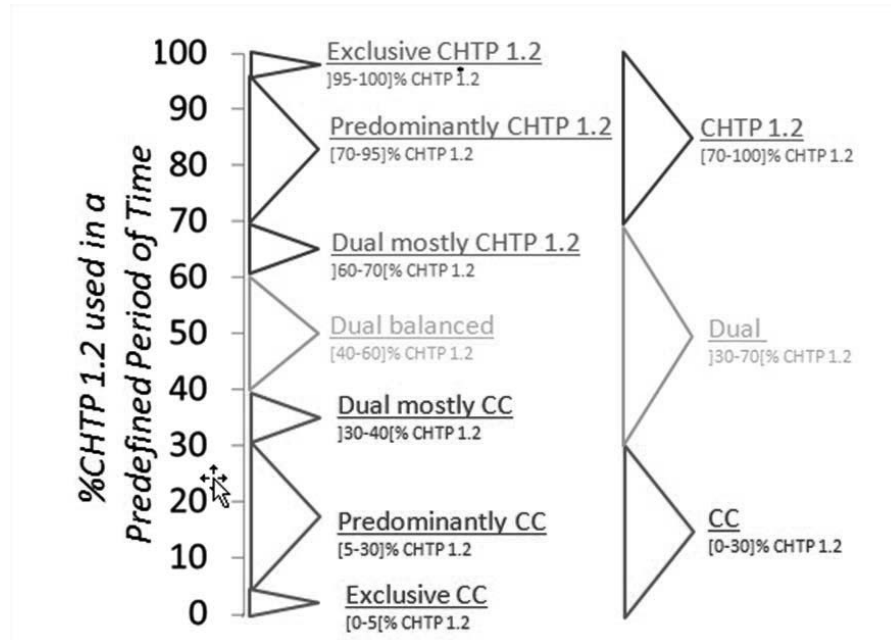 %CHTP 1.2 used in a
Predefined Period of Time
100
90
80
70
60
50
40
30
20
10
0
Exclusive CHTP 1.2
]95-100]% CHTP 1.2
Predominantly CHTP 1.2
[70-95]% CHTP 1.2
Dual mostly CHTP 1.2
]60-70[% CHTP 1.2
Dual balanced
[40-60]% CHTP 1.2
Dual mostly CC
]30-40[% CHTP 1.2
Predominantly CC
[5-30]% CHTP 1.2
Exclusive CC
[0-5[% CHTP 1.2
CHTP 1.2
[70-100]% CHTP 1.2
Dual
]30-70[% CHTP 1.2
CC
[0-30]% CHTP 1.2